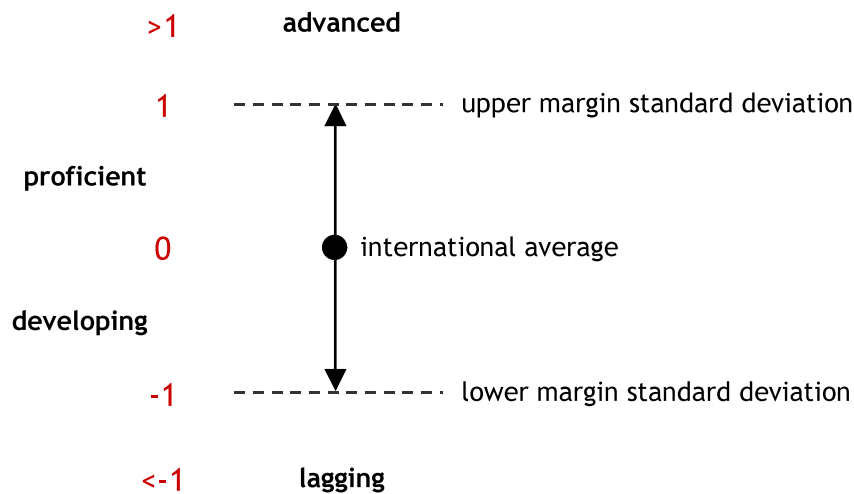 >1 advanced
1 upper margin standard deviation
proficient
0 international average
developing
-1 lower margin standard deviation
<-1 lagging